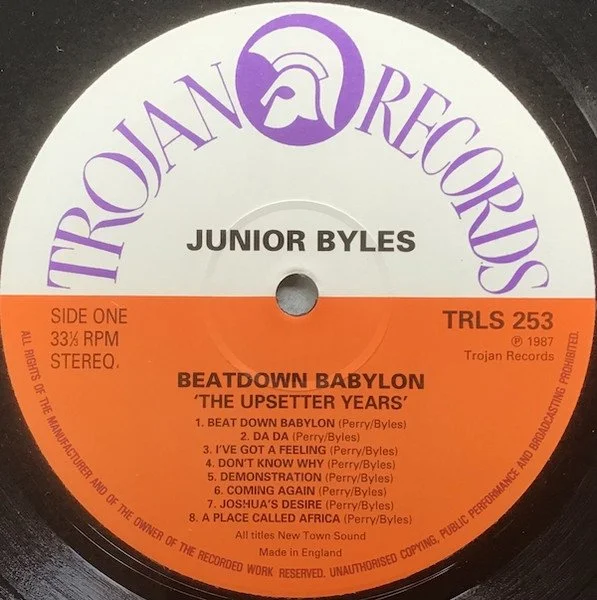 TROJAN RECORDS
JUNIOR BYLES
SIDE ONE
33⅓ RPM
STEREO.
TRLS 253
℗ 1987
Trojan Records
BEATDOWN BABYLON
'THE UPSETTER YEARS'
1. BEAT DOWN BABYLON (Perry/Byles)
2. DA DA (Perry/Byles)
3. I'VE GOT A FEELING (Perry/Byles)
4. DON'T KNOW WHY (Perry/Byles)
5. DEMONSTRATION (Perry/Byles)
6. COMING AGAIN (Perry/Byles)
7. JOSHUA'S DESIRE (Perry/Byles)
8. A PLACE CALLED AFRICA (Perry/Byles)
All titles New Town Sound
Made in England
ALL RIGHTS OF THE MANUFACTURER AND OF THE OWNER OF THE RECORDED WORK RESERVED. UNAUTHORISED COPYING, PUBLIC PERFORMANCE AND BROADCASTING PROHIBITED.